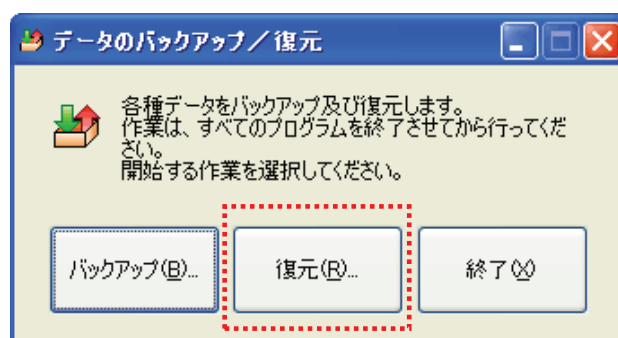 データのバックアップ／復元
各種データをバックアップ及び復元します。
作業は、すべてのプログラムを終了させてから行ってくだ
さい。
開始する作業を選択してください。
バックアップ(B)... 復元(R)... 終了(X)